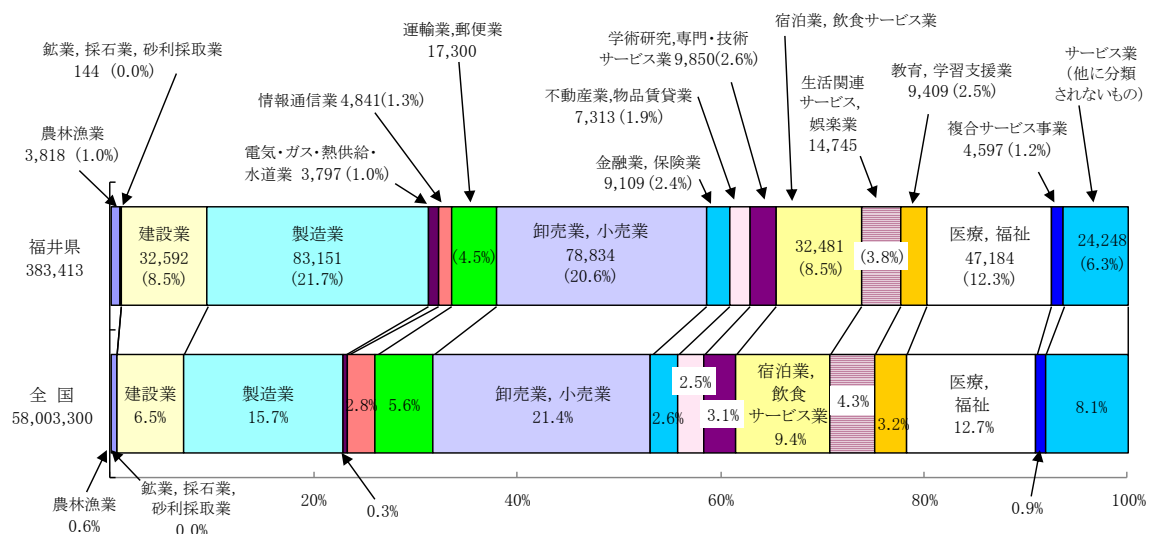 鉱業, 採石業, 砂利採取業
144 (0.0%)
農林漁業
3,818 (1.0%)
情報通信業 4,841(1.3%)
電気・ガス・熱供給・
水道業 3,797 (1.0%)
運輸業,郵便業
17,300
学術研究,専門・技術
サービス業 9,850(2.6%)
不動産業,物品賃貸業
7,313 (1.9%)
金融業, 保険業
9,109 (2.4%)
宿泊業, 飲食サービス業
生活関連
サービス,
娯楽業
14,745
教育, 学習支援業
9,409 (2.5%)
複合サービス事業
4,597 (1.2%)
サービス業
(他に分類
されないもの)
福井県
383,413
建設業
32,592
(8.5%)
製造業
83,151
(21.7%)
(4.5%)
卸売業, 小売業
78,834
(20.6%)
32,481
(8.5%)
(3.8%)
医療, 福祉
47,184
(12.3%)
24,248
(6.3%)
全 国
58,003,300
建設業
6.5%
製造業
15.7%
2.8%
5.6%
卸売業, 小売業
21.4%
2.6%
2.5%
3.1%
宿泊業,
飲食
サービス業
9.4%
4.3%
3.2%
医療,
福祉
12.7%
8.1%
20%
40%
60%
80%
100%
農林漁業
0.6%
鉱業, 採石業,
砂利採取業
0.0%
0.3%
0.9%